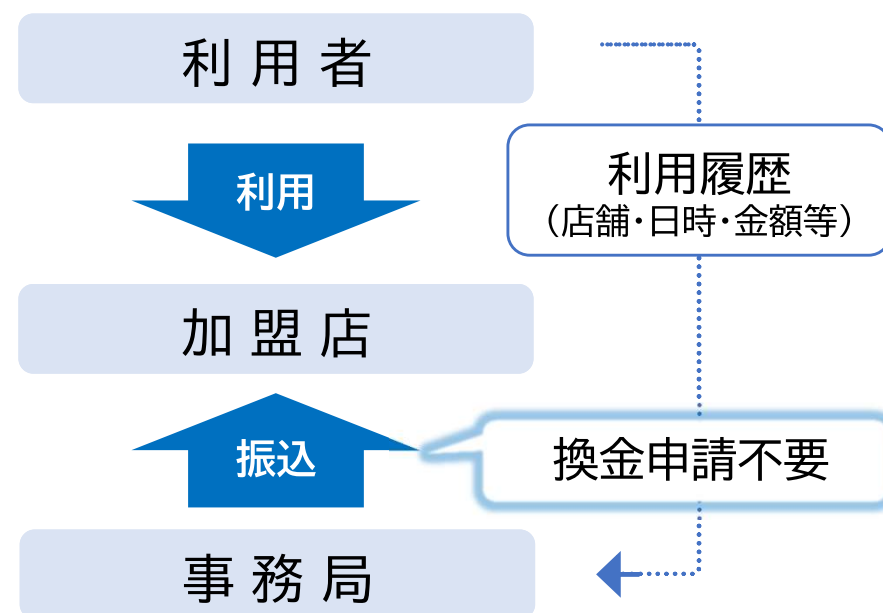 利用者
利用
利用履歴
（店舗・日時・金額等）
加盟店
振込
換金申請不要
事務局